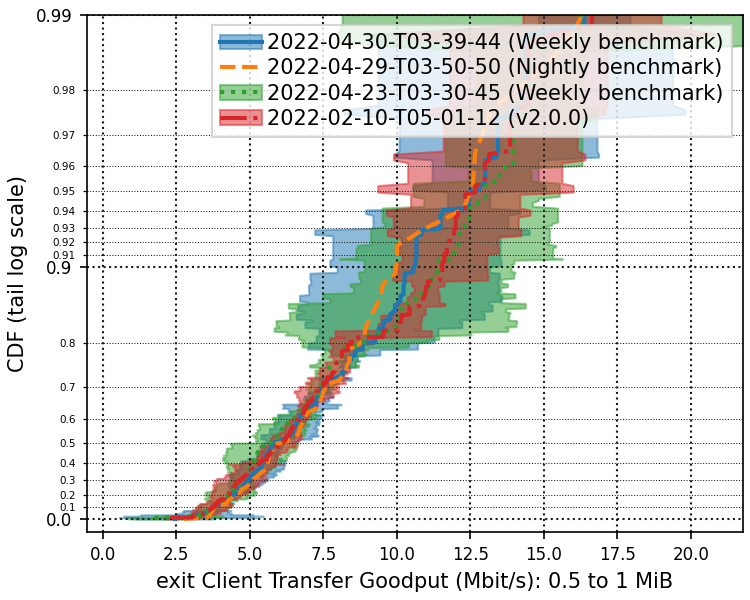 0.99
2022-04-30-T03-39-44 (Weekly benchmark)
2022-04-29-T03-50-50 (Nightly benchmark)
2022-04-23-T03-30-45 (Weekly benchmark)
2022-02-10-T05-01-12 (v2.0.0)
0.98
0.97
0.96
0.95
0.94
0.93
0.92
0.91
0.9
0.8
0.7
0.6
0.5
0.4
0.3
0.2
0.1
0.0
CDF (tail log scale)
0.0 2.5 5.0 7.5 10.0 12.5 15.0 17.5 20.0
exit Client Transfer Goodput (Mbit/s): 0.5 to 1 MiB